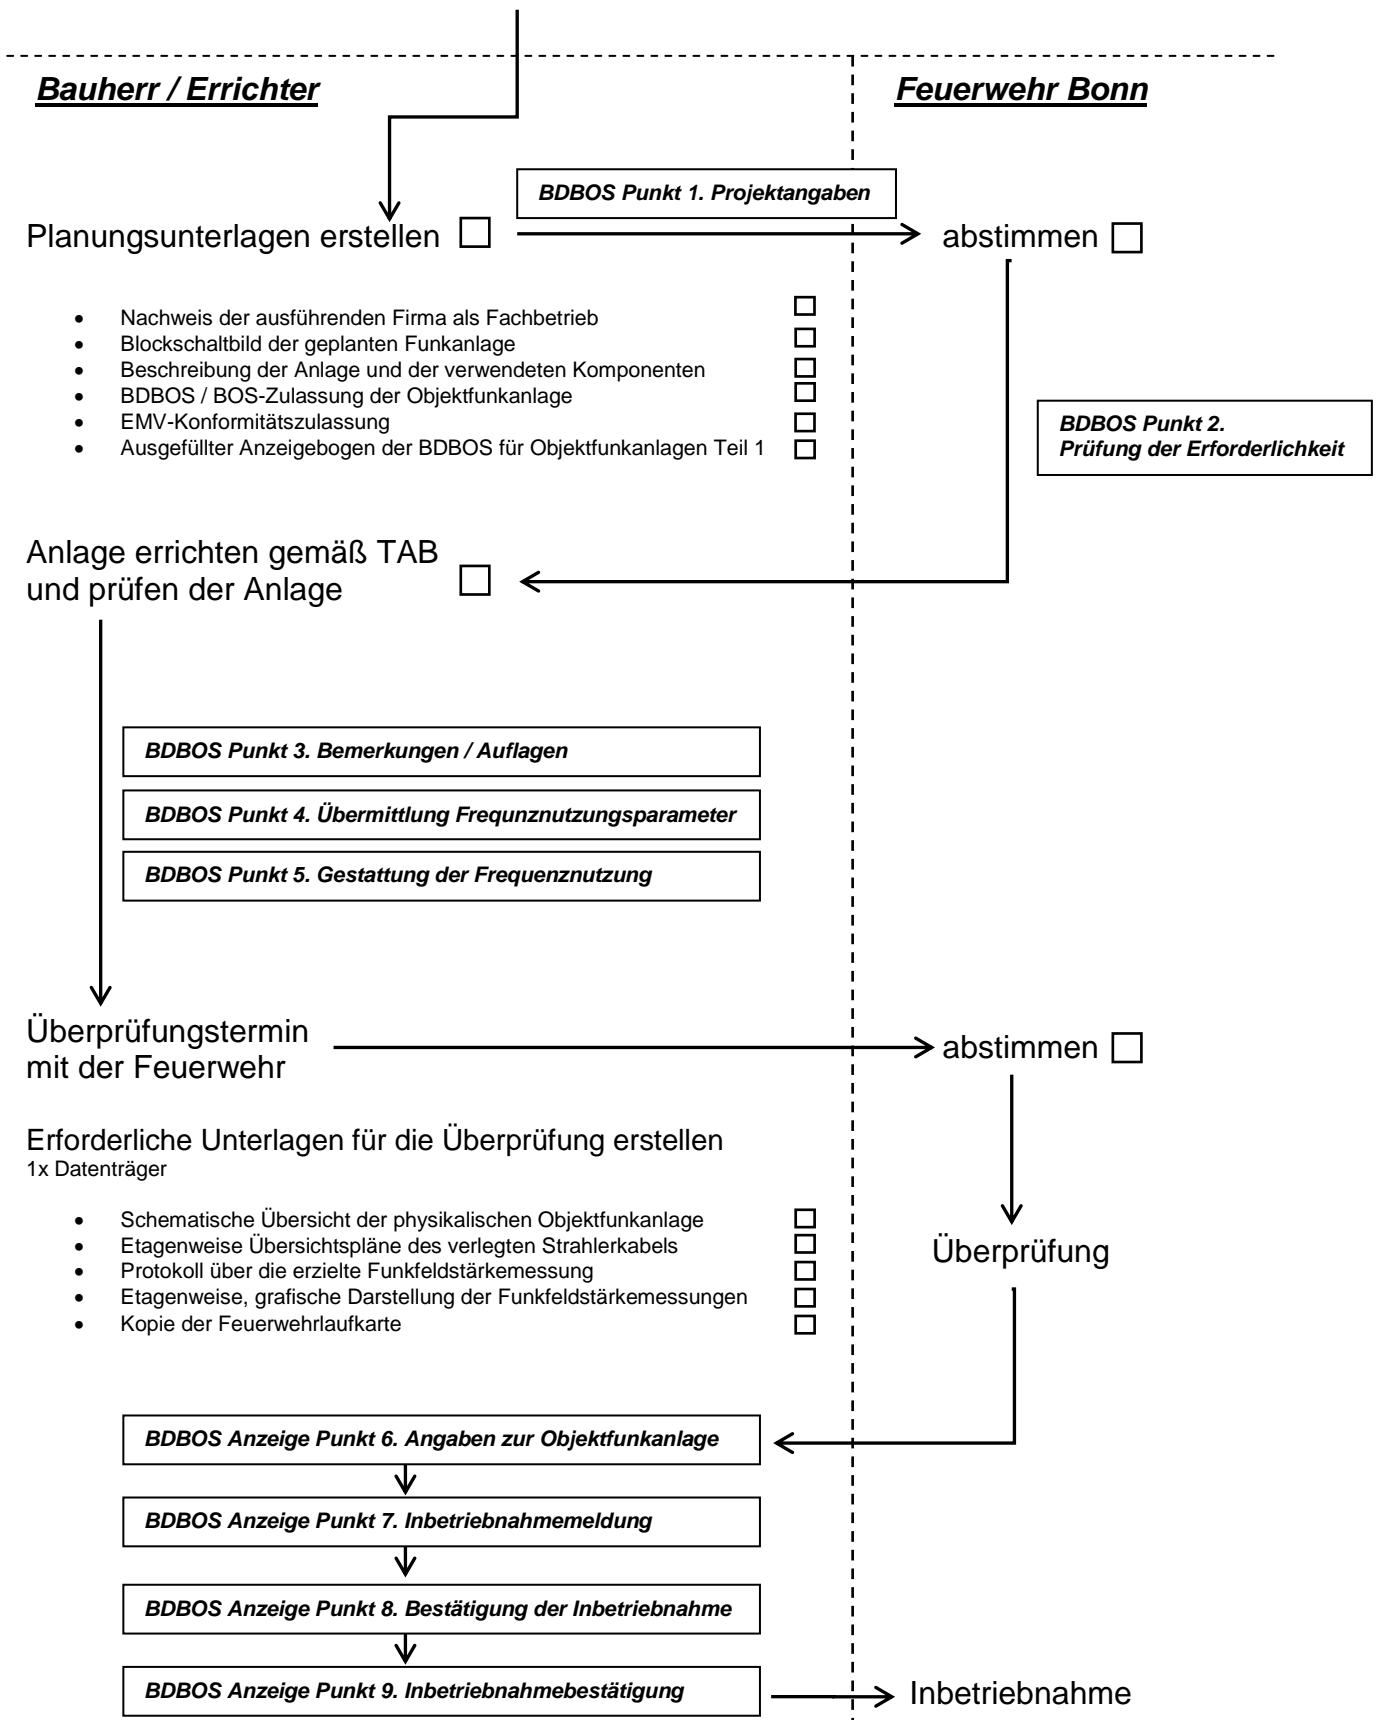 Bauherr / Errichter
Feuerwehr Bonn
BDBOS Punkt 1. Projektangaben
Planungsunterlagen erstellen
abstimmen
• Nachweis der ausführenden Firma als Fachbetrieb
• Blockschaltbild der geplanten Funkanlage
• Beschreibung der Anlage und der verwendeten Komponenten
• BDBOS / BOS-Zulassung der Objektfunkanlage
• EMV-Konformitätszulassung
• Ausgefüllter Anzeigebogen der BDBOS für Objektfunkanlagen Teil 1
BDBOS Punkt 2.
Prüfung der Erforderlichkeit
Anlage errichten gemäß TAB
und prüfen der Anlage
BDBOS Punkt 3. Bemerkungen / Auflagen
BDBOS Punkt 4. Übermittlung Frequnznutzungsparameter
BDBOS Punkt 5. Gestattung der Frequenznutzung
Überprüfungstermin
mit der Feuerwehr
abstimmen
Erforderliche Unterlagen für die Überprüfung erstellen
1x Datenträger
• Schematische Übersicht der physikalischen Objektfunkanlage
• Etagenweise Übersichtspläne des verlegten Strahlerkabels
• Protokoll über die erzielte Funkfeldstärkemessung
• Etagenweise, grafische Darstellung der Funkfeldstärkemessungen
• Kopie der Feuerwehrlaufkarte
Überprüfung
BDBOS Anzeige Punkt 6. Angaben zur Objektfunkanlage
BDBOS Anzeige Punkt 7. Inbetriebnahmemeldung
BDBOS Anzeige Punkt 8. Bestätigung der Inbetriebnahme
BDBOS Anzeige Punkt 9. Inbetriebnahmebestätigung
Inbetriebnahme